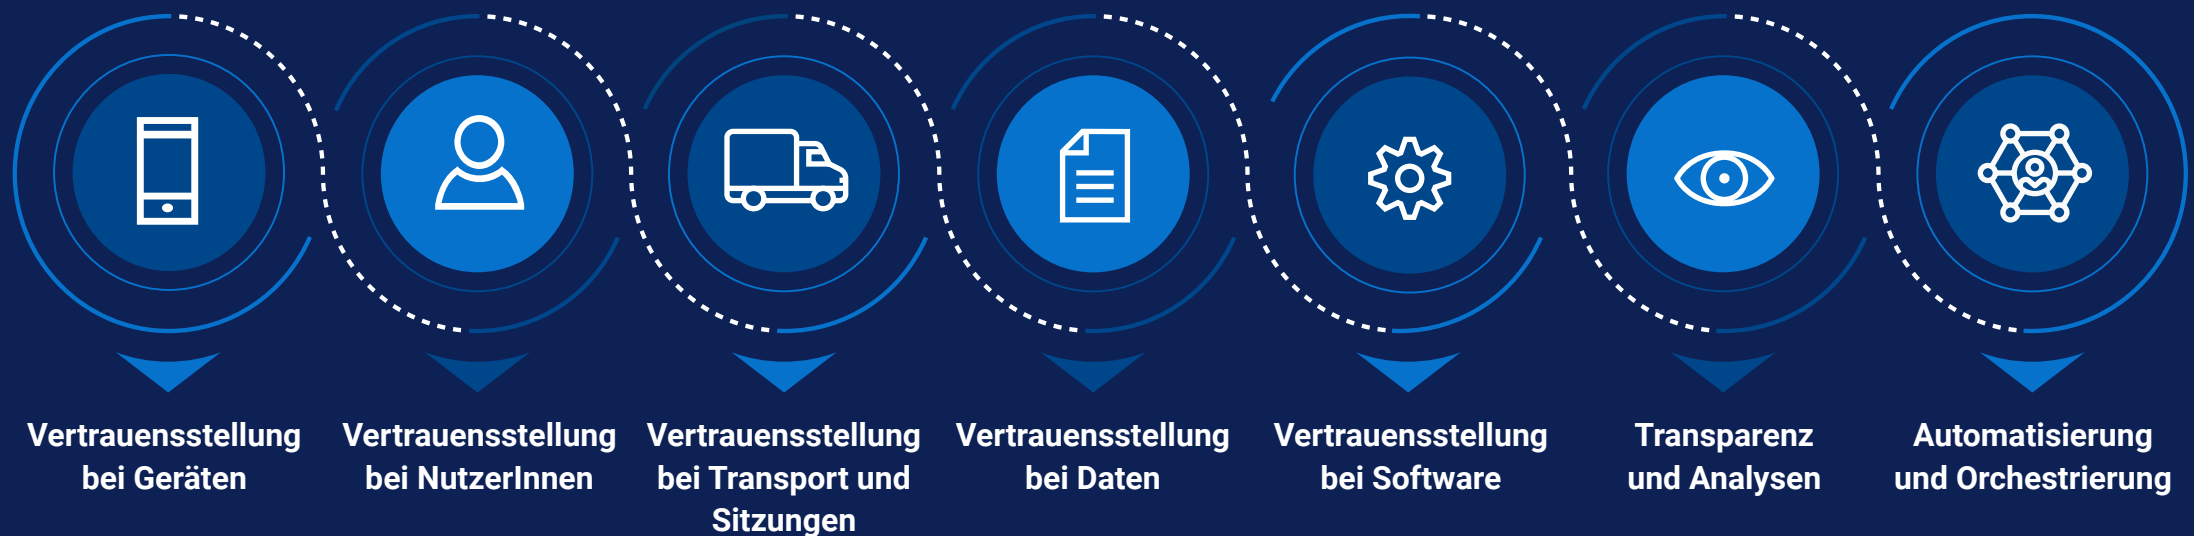 Vertrauensstellung
bei Geräten
Vertrauensstellung
bei NutzerInnen
Vertrauensstellung
bei Transport und
Sitzungen
Vertrauensstellung
bei Daten
Vertrauensstellung
bei Software
Transparenz
und Analysen
Automatisierung
und Orchestrierung